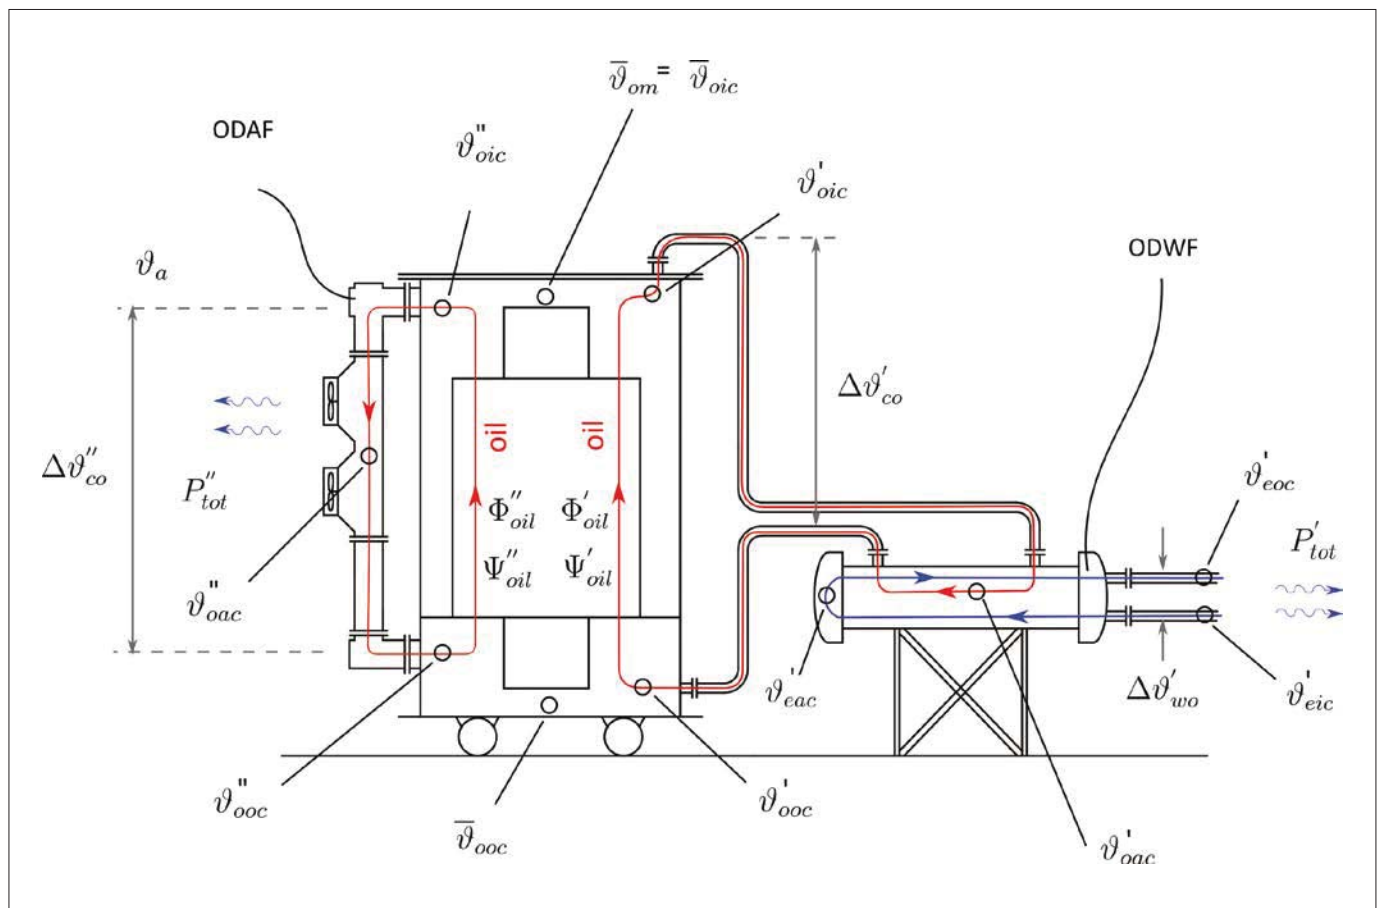 ϑ̅ₒₘ = ϑ̅ₒᵢc
ODAF
ϑ''ₒᵢc
ϑ'ₒᵢc
ODWF
ϑₐ
Δϑ'cₒ
Δϑ''cₒ
oil oil
ϑ'ₑₒc
P''ₜₒₜ
Φ''ₒᵢₗ Φ'ₒᵢₗ
P'ₜₒₜ
Ψ''ₒᵢₗ Ψ'ₒᵢₗ
ϑ''ₒₐc
ϑ'ₑₐc
Δϑ'wₒ
ϑ'ₑᵢc
ϑ''ₒₒc
ϑ'ₒₒc
ϑ̅ₒₒc
ϑ'ₒₐc